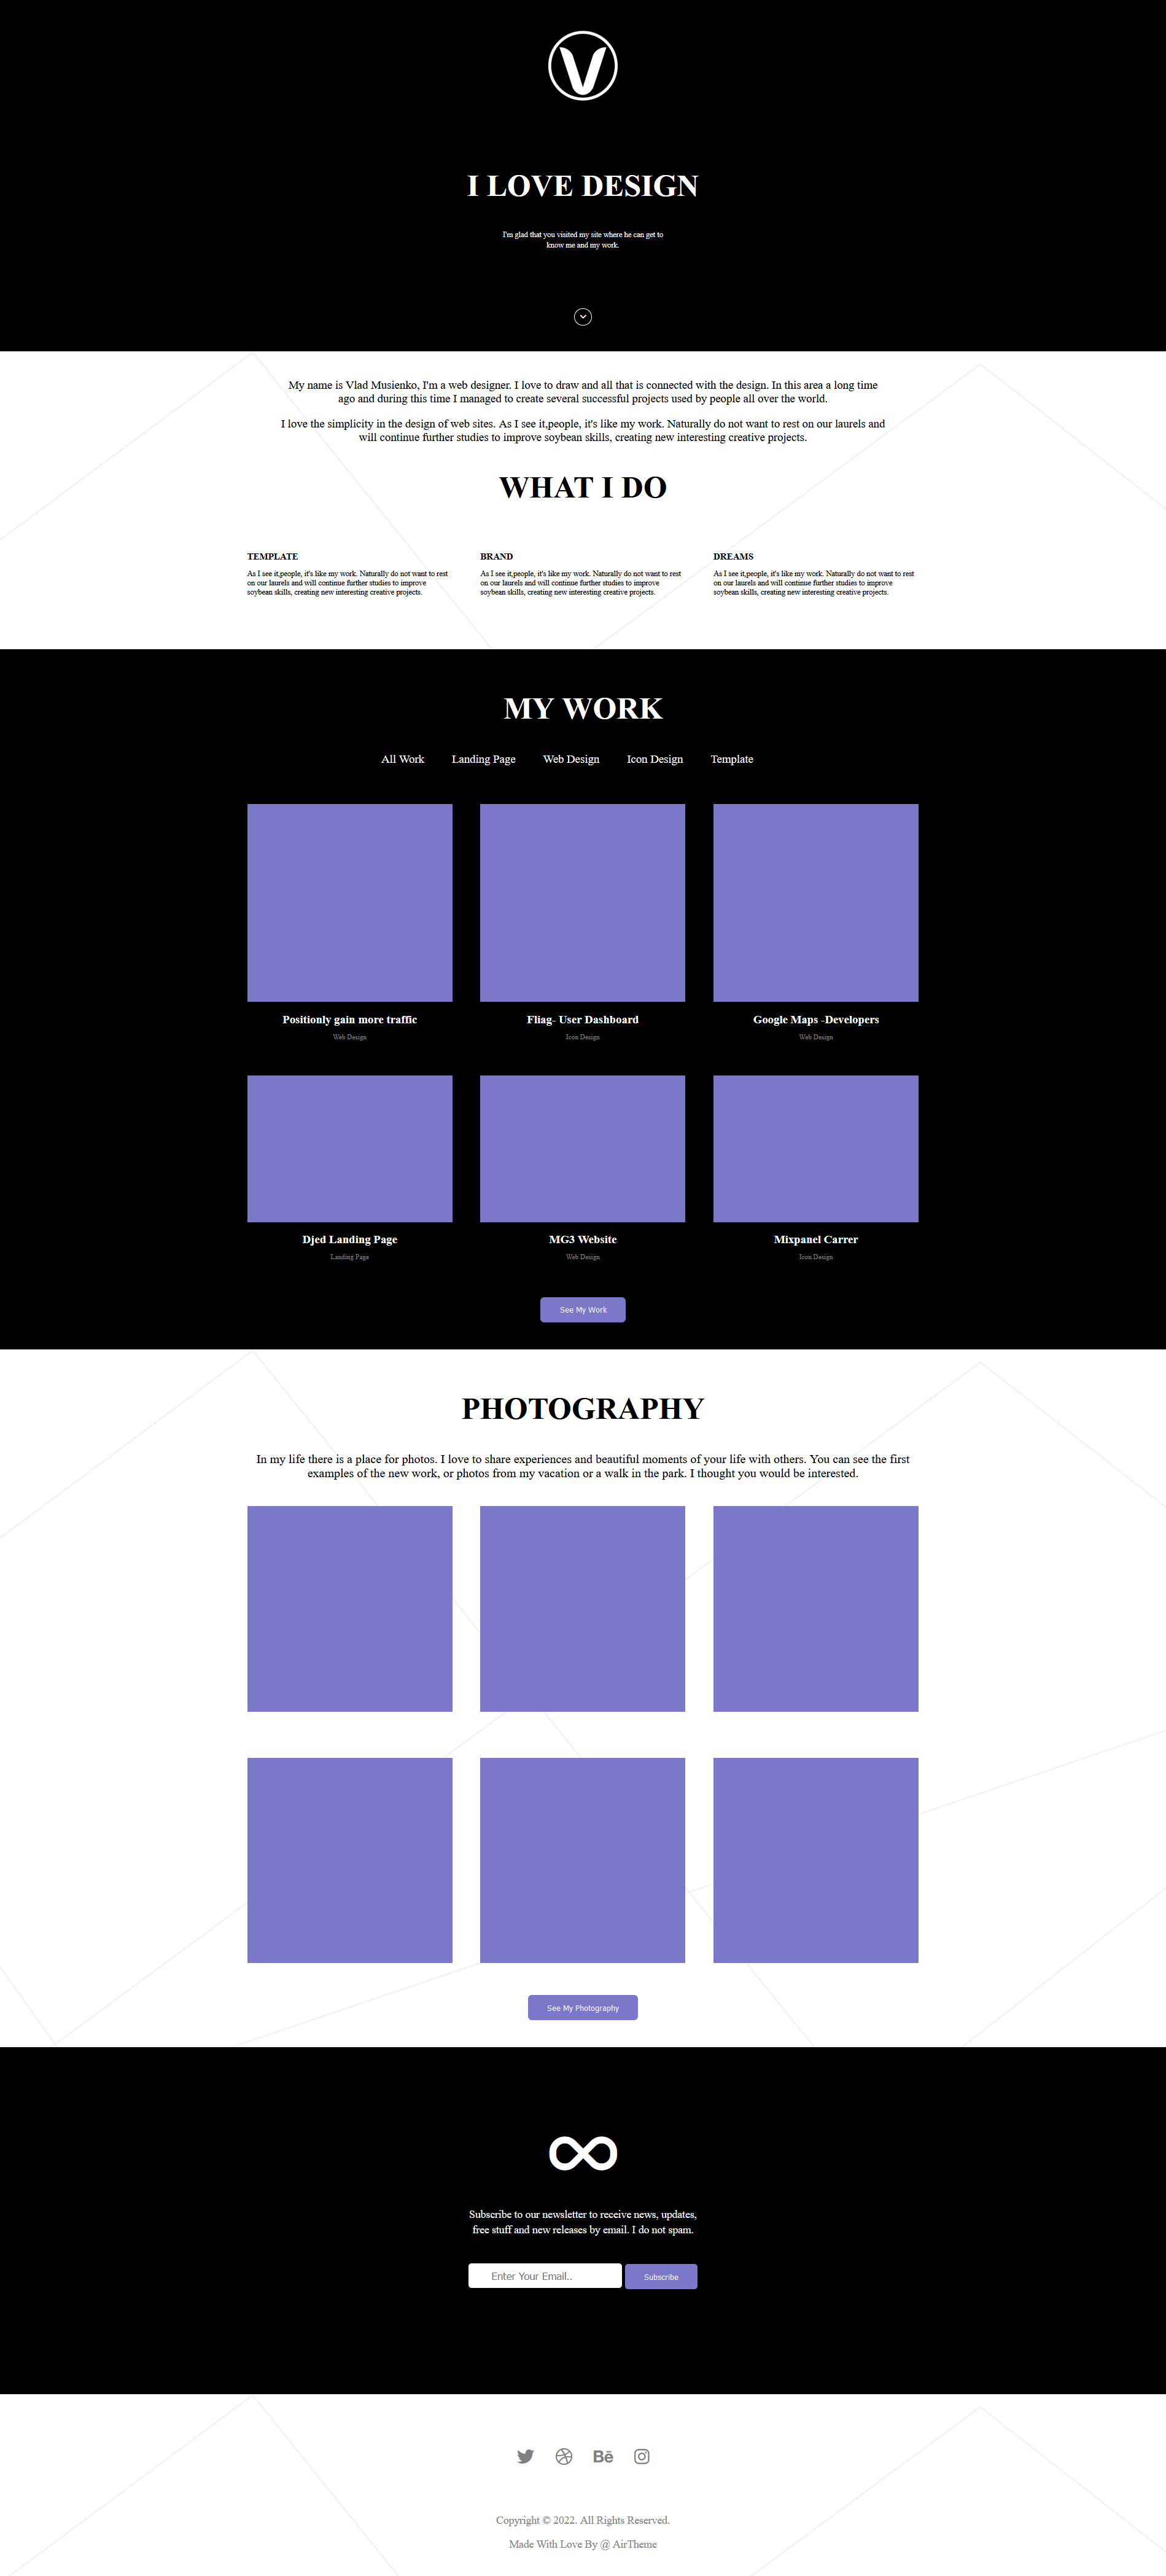 V
I LOVE DESIGN
I'm glad that you visited my site where he can get to
know me and my work.
My name is Vlad Musienko, I'm a web designer. I love to draw and all that is connected with the design. In this area a long time
ago and during this time I managed to create several successful projects used by people all over the world.
I love the simplicity in the design of web sites. As I see it,people, it's like my work. Naturally do not want to rest on our laurels and
will continue further studies to improve soybean skills, creating new interesting creative projects.
WHAT I DO
TEMPLATE
As I see it,people, it's like my work. Naturally do not want to rest
on our laurels and will continue further studies to improve
soybean skills, creating new interesting creative projects.
BRAND
As I see it,people, it's like my work. Naturally do not want to rest
on our laurels and will continue further studies to improve
soybean skills, creating new interesting creative projects.
DREAMS
As I see it,people, it's like my work. Naturally do not want to rest
on our laurels and will continue further studies to improve
soybean skills, creating new interesting creative projects.
MY WORK
All Work Landing Page Web Design Icon Design Template
Positionly gain more traffic
Web Design
Fliag- User Dashboard
Icon Design
Google Maps -Developers
Web Design
Djed Landing Page
Landing Page
MG3 Website
Web Design
Mixpanel Carrer
Icon Design
See My Work
PHOTOGRAPHY
In my life there is a place for photos. I love to share experiences and beautiful moments of your life with others. You can see the first
examples of the new work, or photos from my vacation or a walk in the park. I thought you would be interested.
See My Photography
Subscribe to our newsletter to receive news, updates,
free stuff and new releases by email. I do not spam.
Enter Your Email.. Subscribe
Bē
Copyright © 2022. All Rights Reserved.
Made With Love By @ AirTheme